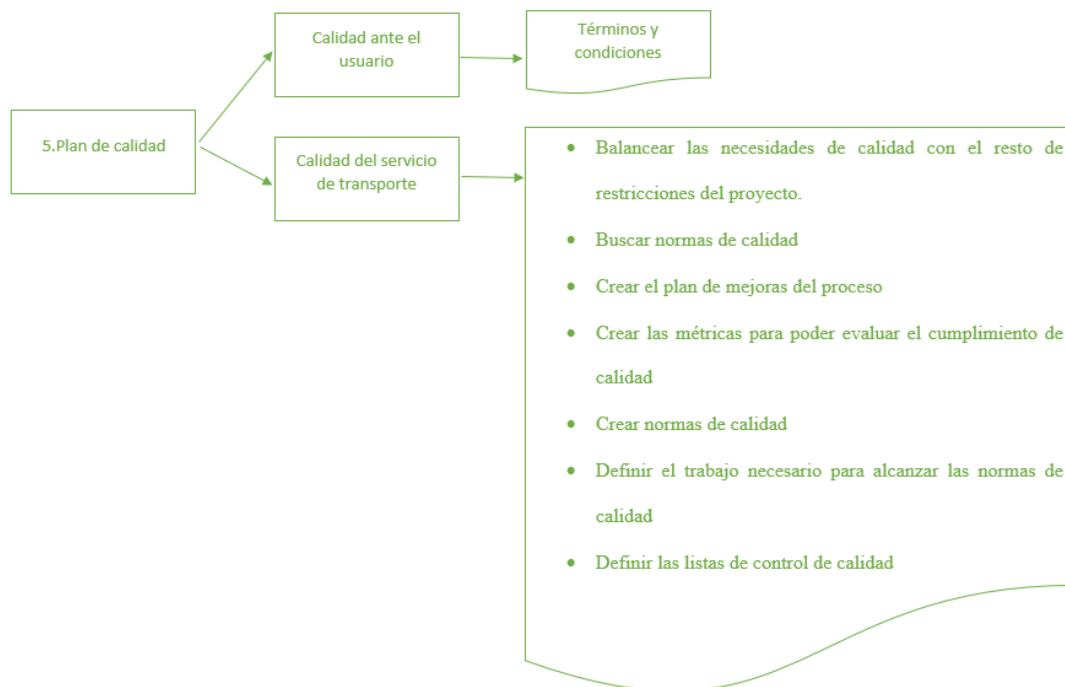 Calidad ante el
usuario
Términos y
condiciones
5.Plan de calidad
Calidad del servicio
de transporte
• Balancear las necesidades de calidad con el resto de
restricciones del proyecto.
• Buscar normas de calidad
• Crear el plan de mejoras del proceso
• Crear las métricas para poder evaluar el cumplimiento de
calidad
• Crear normas de calidad
• Definir el trabajo necesario para alcanzar las normas de
calidad
• Definir las listas de control de calidad